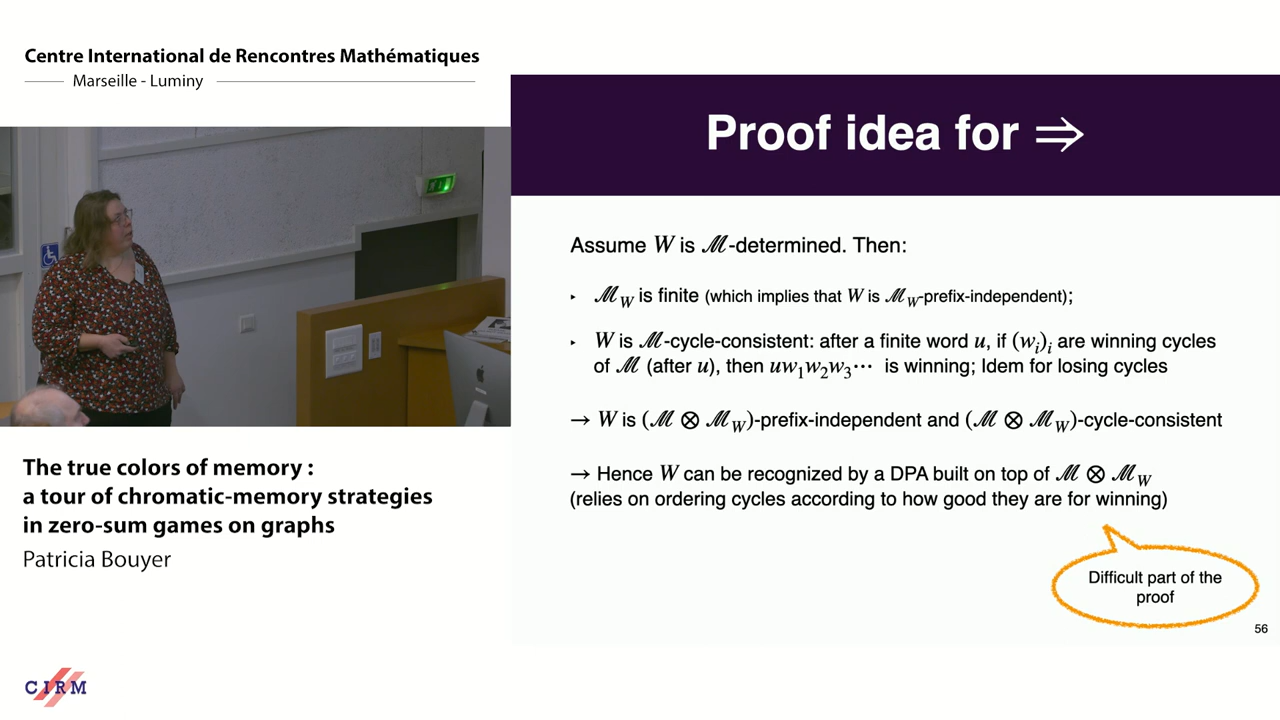 Centre International de Rencontres Mathématiques
Marseille - Luminy
Proof idea for ⇒
Assume W is ℳ-determined. Then:
‣ ℳ_W is finite (which implies that W is ℳ_W-prefix-independent);
‣ W is ℳ-cycle-consistent: after a finite word u, if (w_i)_i are winning cycles
of ℳ (after u), then uw₁w₂w₃⋯ is winning; Idem for losing cycles
→ W is (ℳ ⊗ ℳ_W)-prefix-independent and (ℳ ⊗ ℳ_W)-cycle-consistent
→ Hence W can be recognized by a DPA built on top of ℳ ⊗ ℳ_W
(relies on ordering cycles according to how good they are for winning)
Difficult part of the
proof
56
The true colors of memory :
a tour of chromatic-memory strategies
in zero-sum games on graphs
Patricia Bouyer
CIRM